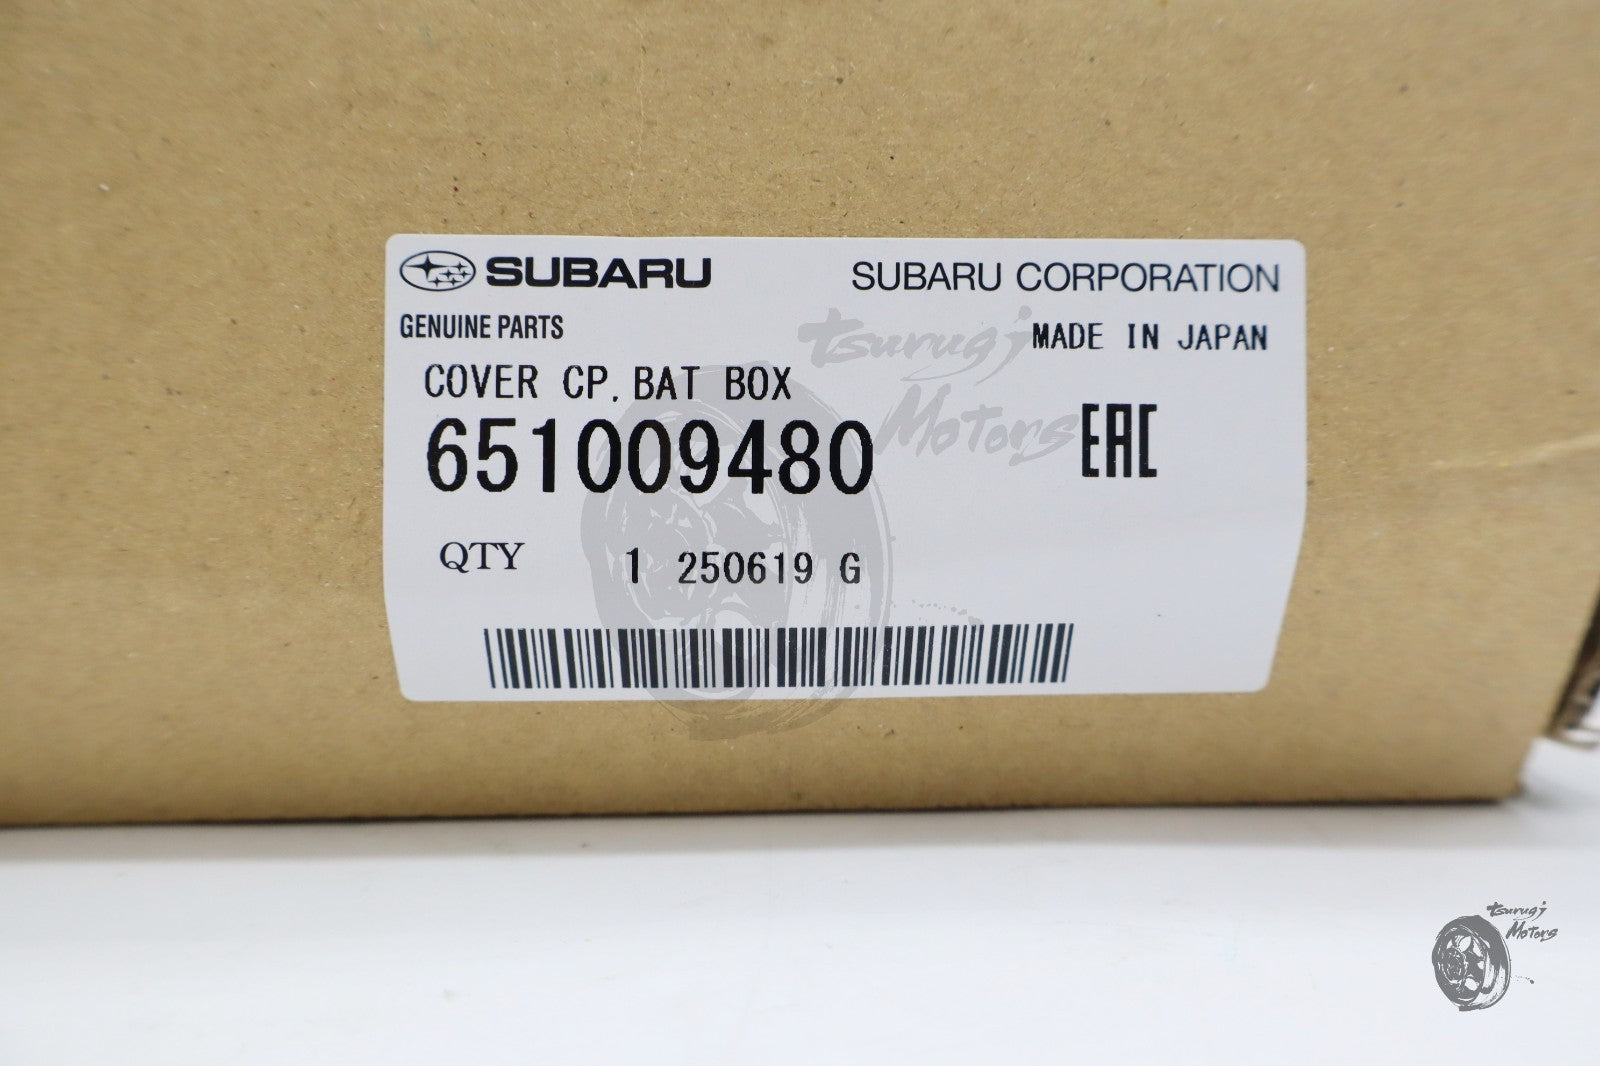 SUBARU SUBARU CORPORATION
GENUINE PARTS MADE IN JAPAN
COVER CP, BAT BOX
651009480 EAC
QTY 1 250619 G
tsurugi
Motors
tsurugi
Motors